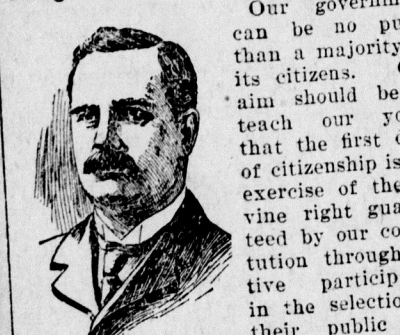 Our governm
can be no pu
than a majority
its citizens.
aim should be
teach our yo
that the first
of citizenship is
exercise of the
vine right gua
teed by our co
tution through
tive particip
in the selectio
their public